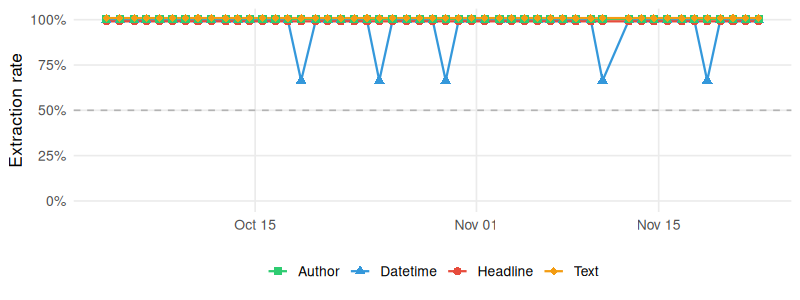 Extraction rate
100%
75%
50%
25%
0%
Oct 15
Nov 01
Nov 15
Author
Datetime
Headline
Text